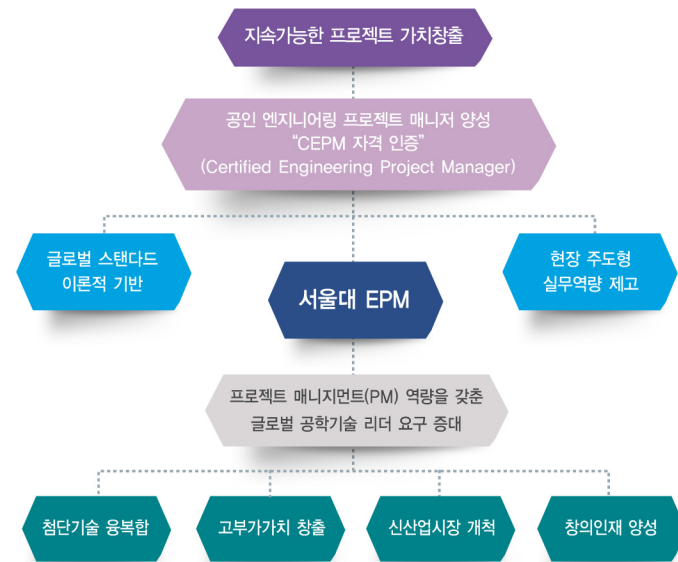 지속가능한 프로젝트 가치창출
공인 엔지니어링 프로젝트 매니저 양성
“CEPM 자격 인증”
(Certified Engineering Project Manager)
글로벌 스탠다드
이론적 기반
서울대 EPM
현장 주도형
실무역량 제고
프로젝트 매니지먼트(PM) 역량을 갖춘
글로벌 공학기술 리더 요구 증대
첨단기술 융복합
고부가가치 창출
신산업시장 개척
창의인재 양성